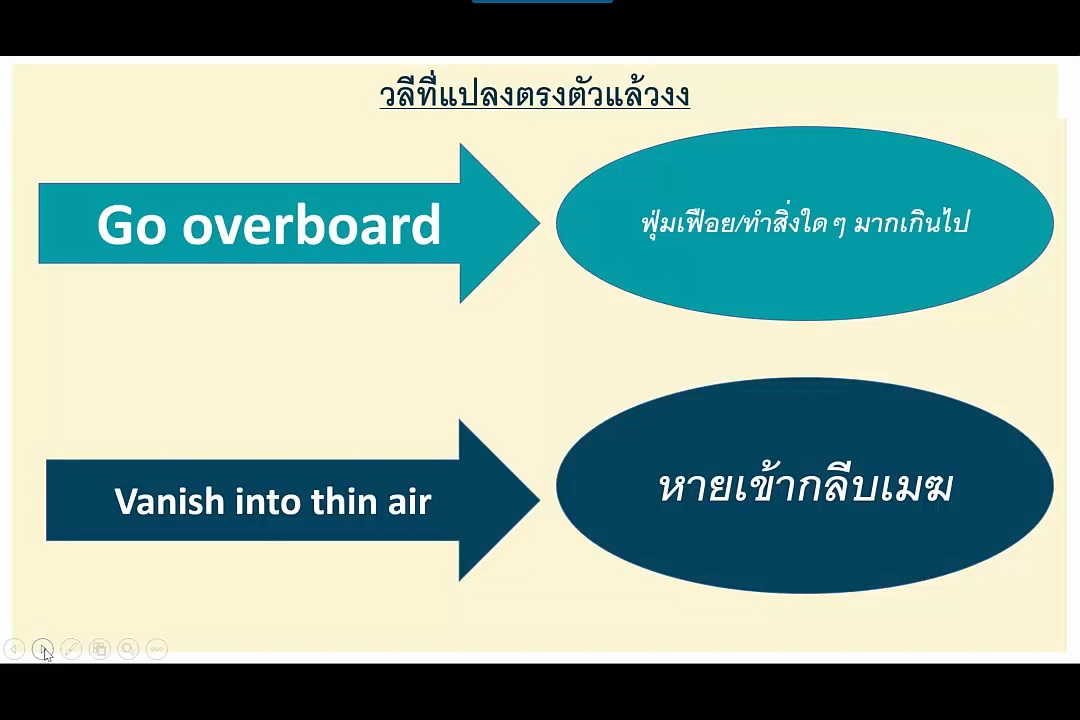 วลีที่แปลงตรงตัวแล้วงง
Go overboard
ฟุ่มเฟือย/ทำสิ่งใดๆ มากเกินไป
Vanish into thin air
หายเข้ากลีบเมฆ